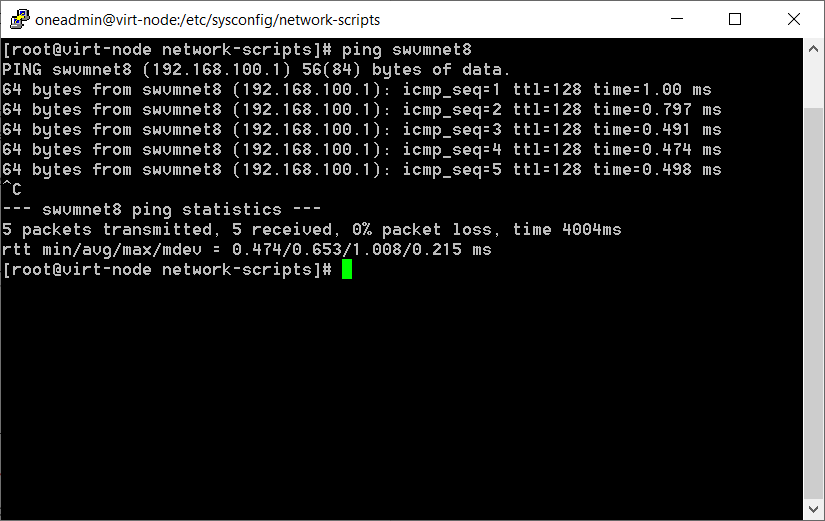 oneadmin@virt-node:/etc/sysconfig/network-scripts
[root@virt-node network-scripts]# ping swvmnet8
PING swvmnet8 (192.168.100.1) 56(84) bytes of data.
64 bytes from swvmnet8 (192.168.100.1): icmp_seq=1 ttl=128 time=1.00 ms
64 bytes from swvmnet8 (192.168.100.1): icmp_seq=2 ttl=128 time=0.797 ms
64 bytes from swvmnet8 (192.168.100.1): icmp_seq=3 ttl=128 time=0.491 ms
64 bytes from swvmnet8 (192.168.100.1): icmp_seq=4 ttl=128 time=0.474 ms
64 bytes from swvmnet8 (192.168.100.1): icmp_seq=5 ttl=128 time=0.498 ms
^C
--- swvmnet8 ping statistics ---
5 packets transmitted, 5 received, 0% packet loss, time 4004ms
rtt min/avg/max/mdev = 0.474/0.653/1.008/0.215 ms
[root@virt-node network-scripts]#